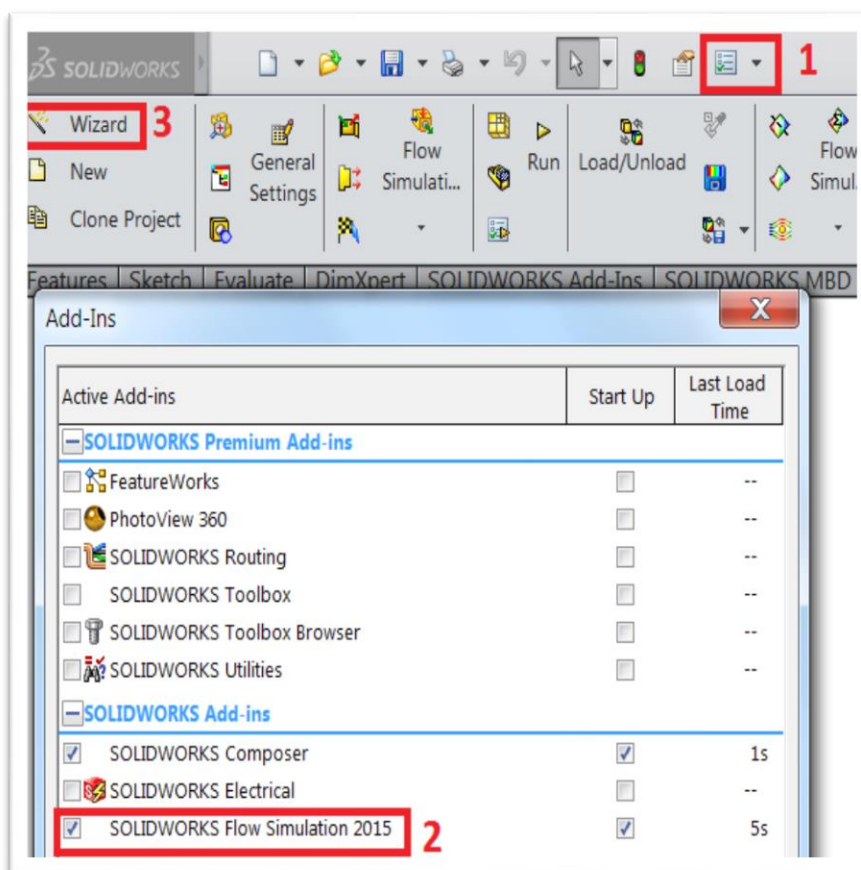 SOLIDWORKS 1
Wizard 3
New
Clone Project
General
Settings
Flow
Simulati...
Run
Load/Unload
Flow
Simul
Features Sketch Evaluate DimXpert SOLIDWORKS Add-Ins SOLIDWORKS MBD
Add-Ins X
Active Add-ins Start Up Last Load
Time
SOLIDWORKS Premium Add-ins
FeatureWorks --
PhotoView 360 --
SOLIDWORKS Routing --
SOLIDWORKS Toolbox --
SOLIDWORKS Toolbox Browser --
SOLIDWORKS Utilities --
SOLIDWORKS Add-ins
SOLIDWORKS Composer 1s
SOLIDWORKS Electrical --
SOLIDWORKS Flow Simulation 2015 2 5s